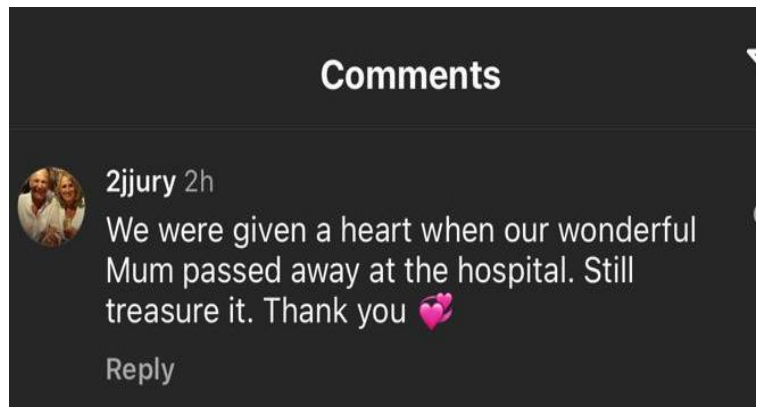 Comments
2jjury 2h
We were given a heart when our wonderful
Mum passed away at the hospital. Still
treasure it. Thank you 💞
Reply